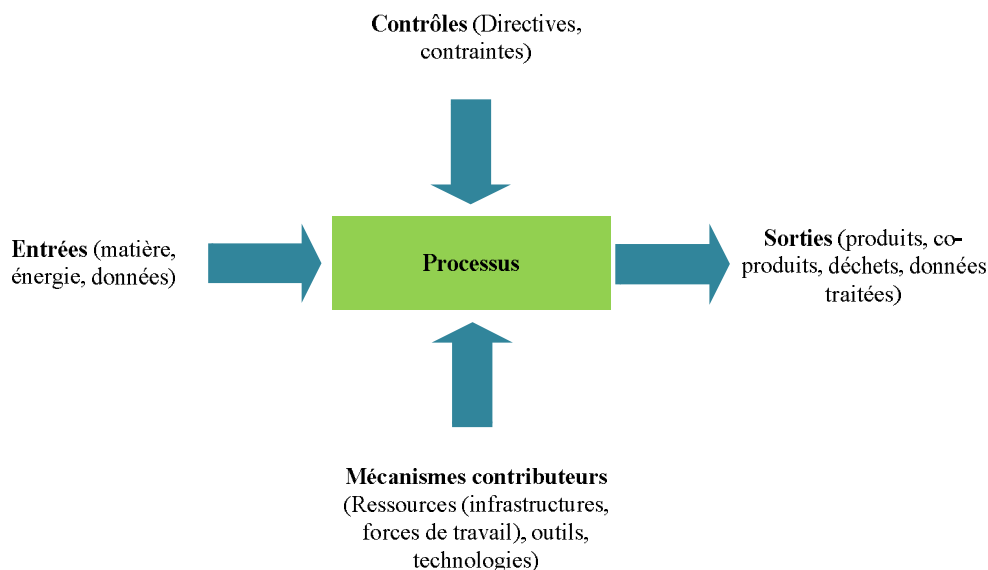 Contrôles (Directives,
contraintes)
Entrées (matière,
énergie, données)
Processus
Sorties (produits, co-
produits, déchets, données
traitées)
Mécanismes contributeurs
(Ressources (infrastructures,
forces de travail), outils,
technologies)